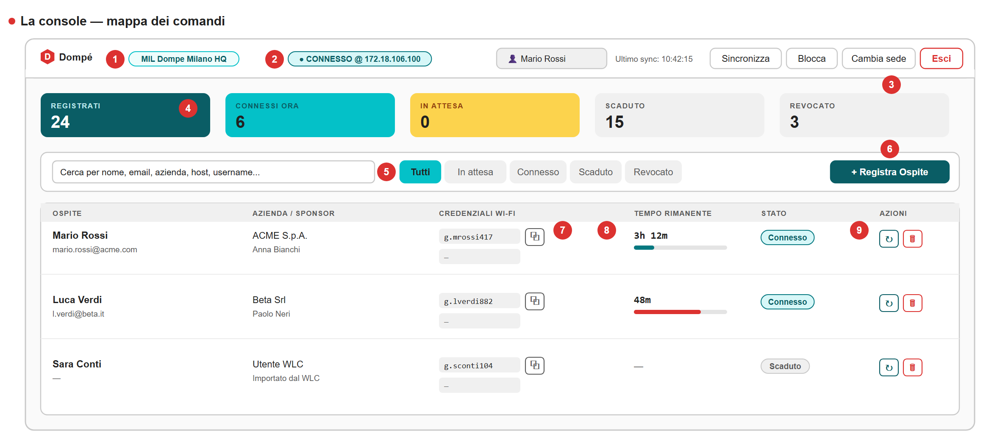 La console — mappa dei comandi
D Dompé 1 MIL Dompe Milano HQ 2 • CONNESSO @ 172.18.106.100 Mario Rossi Ultimo sync: 10:42:15 Sincronizza Blocca Cambia sede Esci
3
REGISTRATI 4 CONNESSI ORA IN ATTESA SCADUTO REVOCATO
24 6 0 15 3
6
Cerca per nome, email, azienda, host, username... 5 Tutti In attesa Connesso Scaduto Revocato + Registra Ospite
OSPITE AZIENDA / SPONSOR CREDENZIALI WI-FI TEMPO RIMANENTE STATO AZIONI
Mario Rossi ACME S.p.A. g.mrossi417 7 8 3h 12m Connesso 9
mario.rossi@acme.com Anna Bianchi —
Luca Verdi Beta Srl g.lverdi882 48m Connesso
l.verdi@beta.it Paolo Neri —
Sara Conti Utente WLC g.sconti104 — Scaduto
— Importato dal WLC —